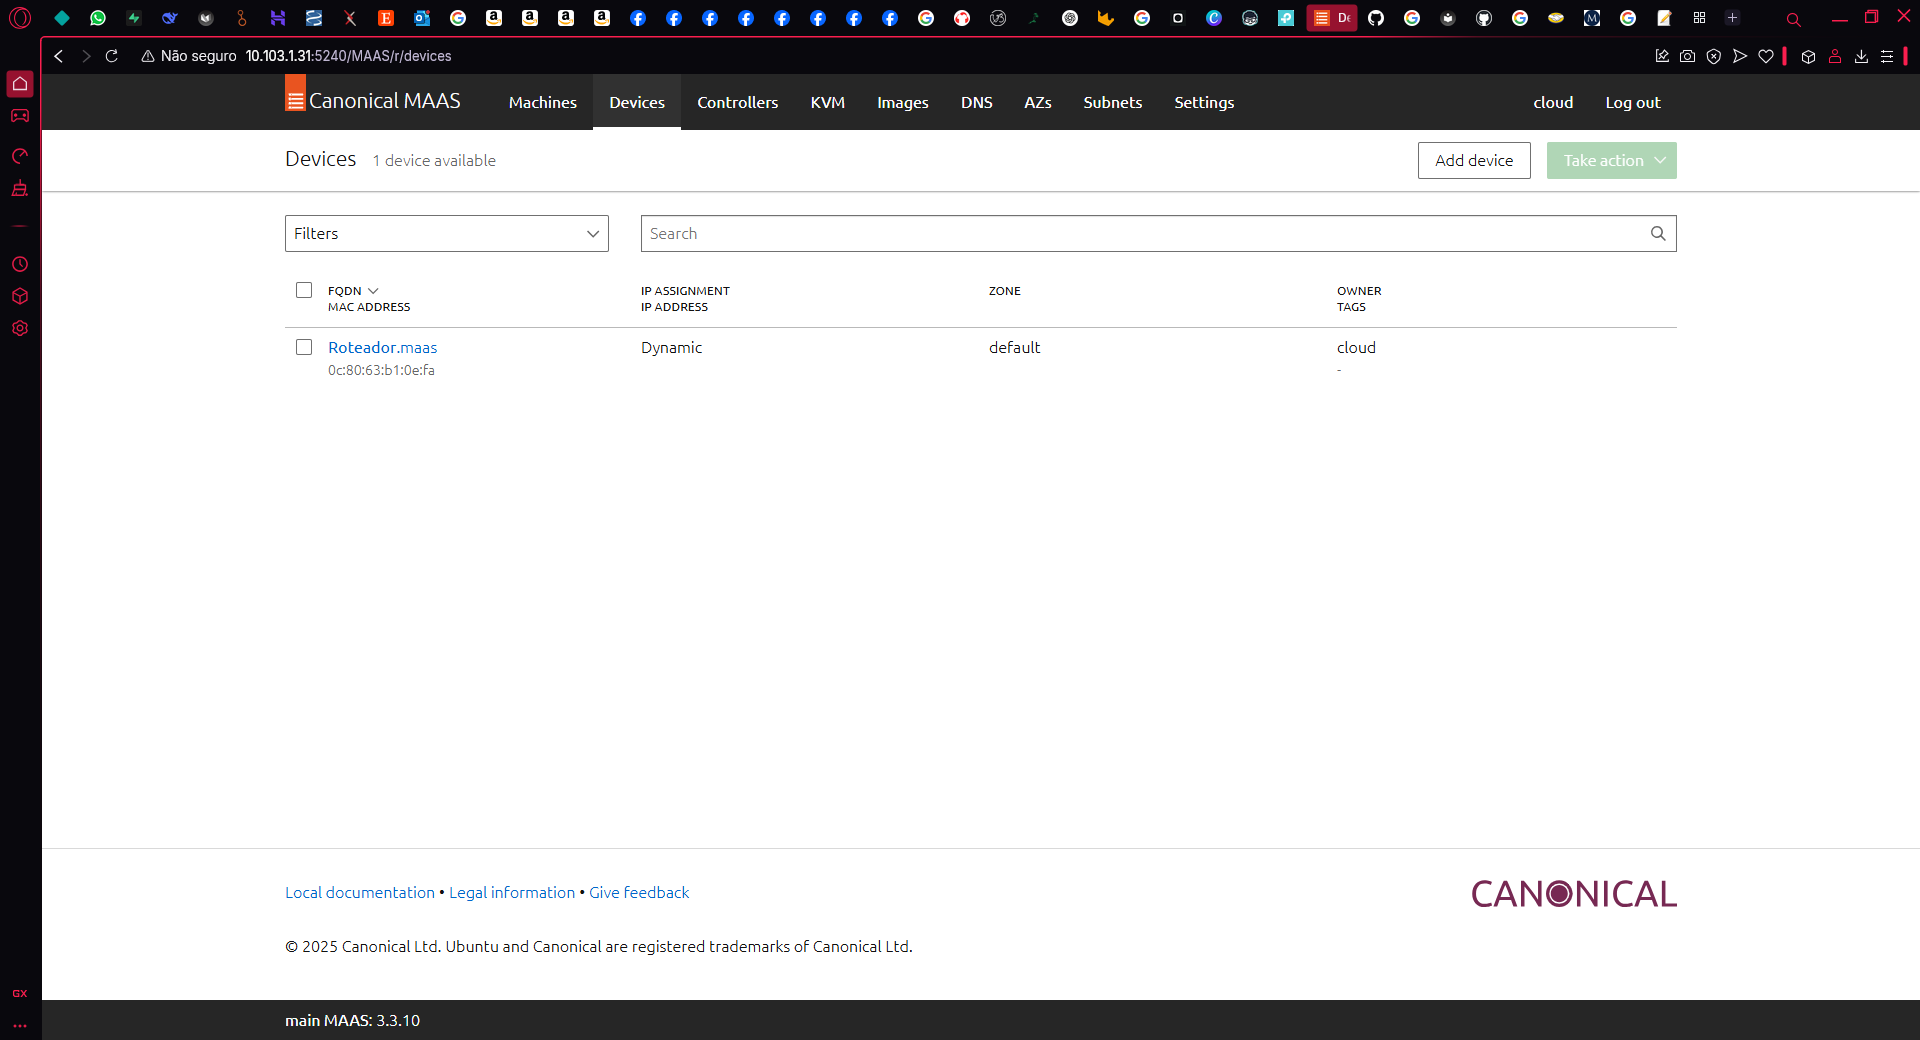 De
Não seguro 10.103.1.31:5240/MAAS/r/devices
Canonical MAAS Machines Devices Controllers KVM Images DNS AZs Subnets Settings cloud Log out
Devices 1 device available Add device Take action
Filters Search
FQDN IP ASSIGNMENT ZONE OWNER
MAC ADDRESS IP ADDRESS TAGS
Roteador.maas Dynamic default cloud
0c:80:63:b1:0e:fa -
Local documentation • Legal information • Give feedback CANONICAL
© 2025 Canonical Ltd. Ubuntu and Canonical are registered trademarks of Canonical Ltd.
GX
main MAAS: 3.3.10